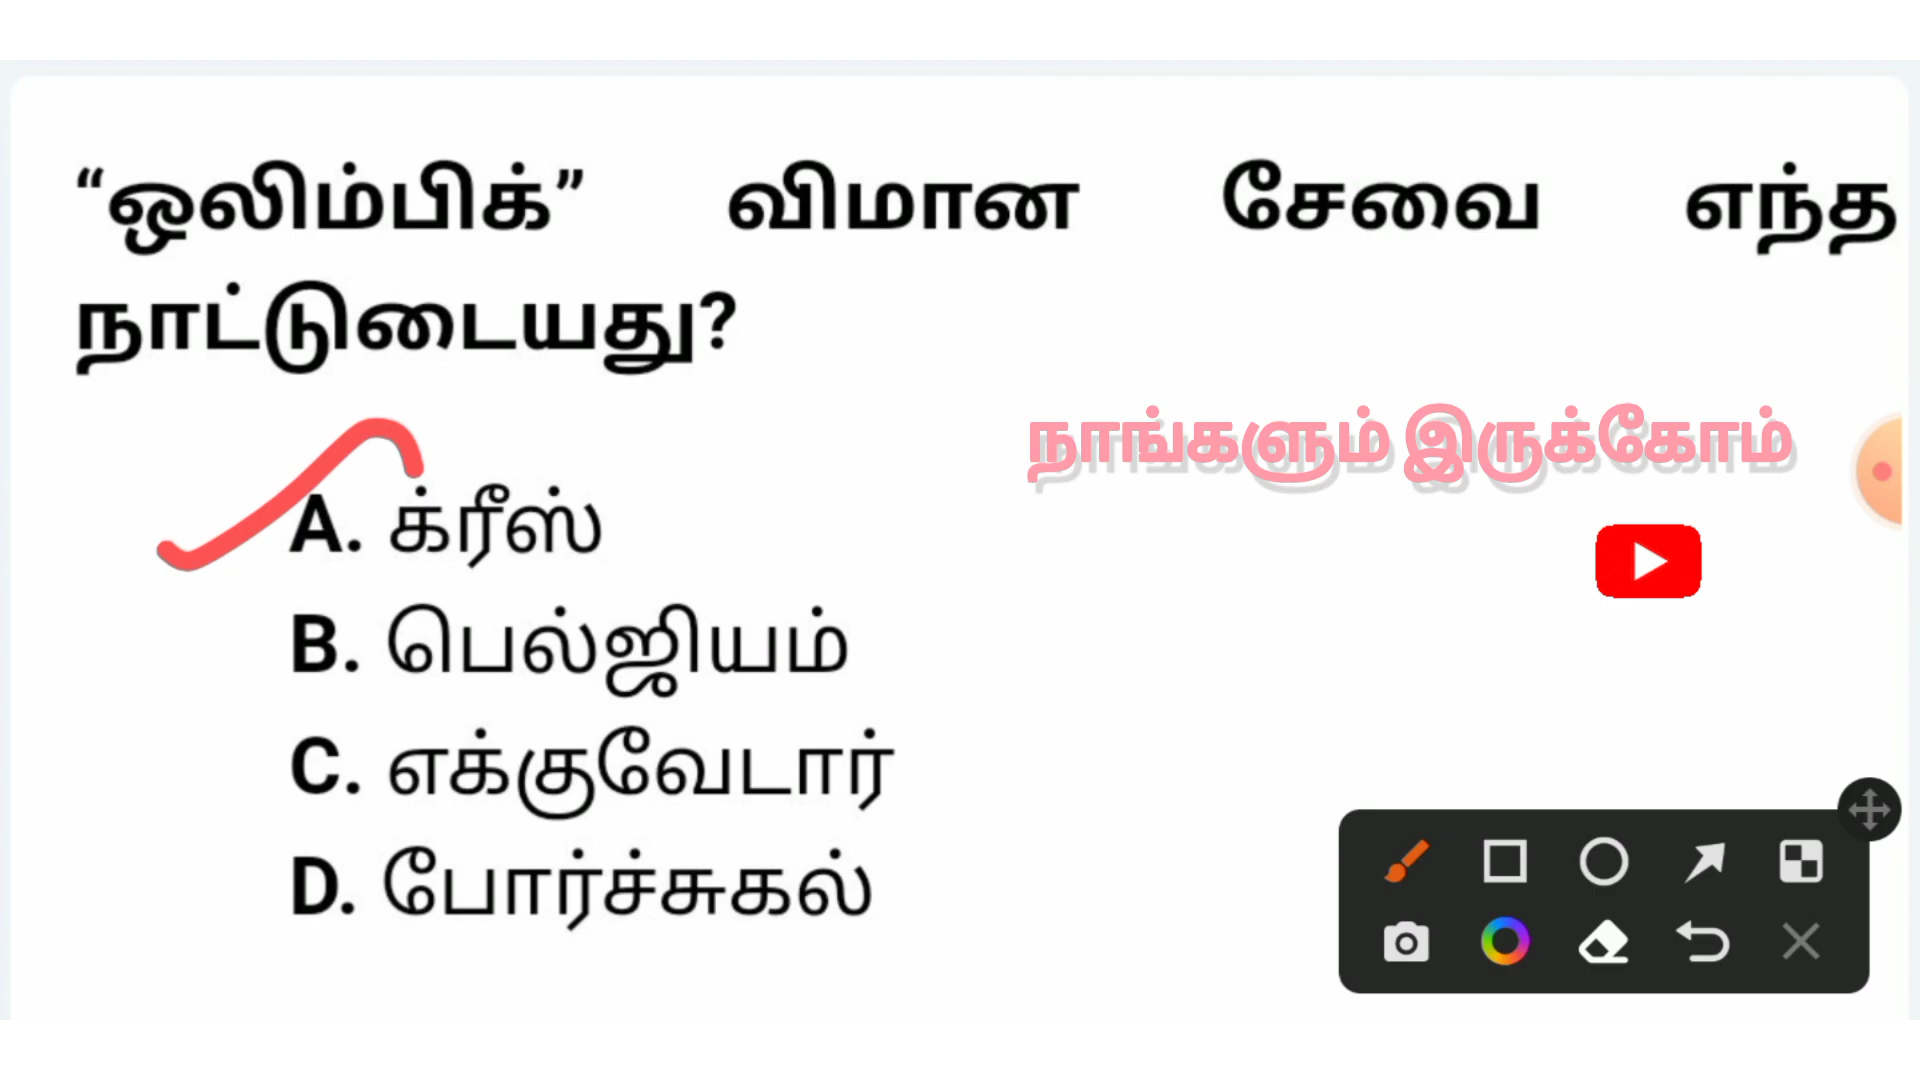 “ஒலிம்பிக்” விமான சேவை எந்த
நாட்டுடையது?
நாங்களும் இருக்கோம்
A. க்ரீஸ்
B. பெல்ஜியம்
C. எக்குவேடார்
D. போர்ச்சுகல்